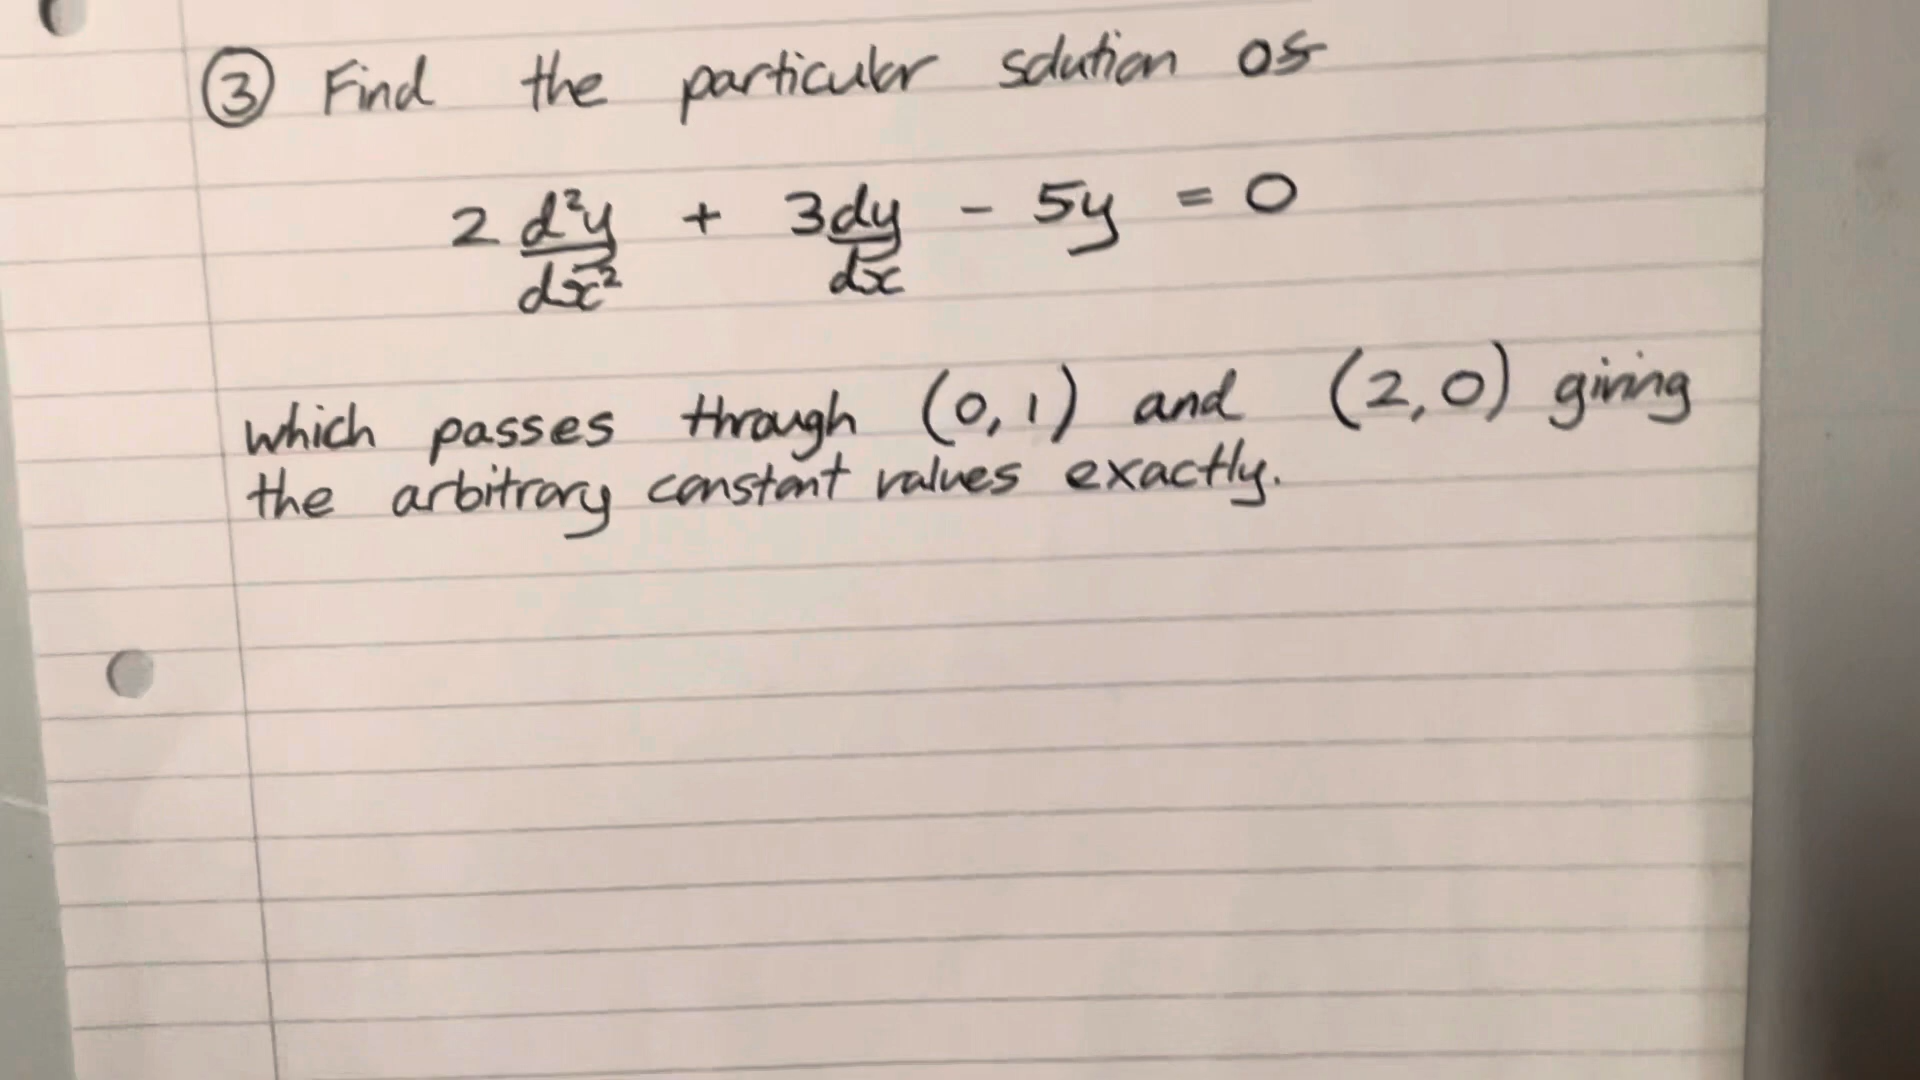 ③ Find the particular solution of
2 d²y/dx² + 3dy/dx - 5y = 0
which passes through (0,1) and (2,0) giving
the arbitrary constant values exactly.